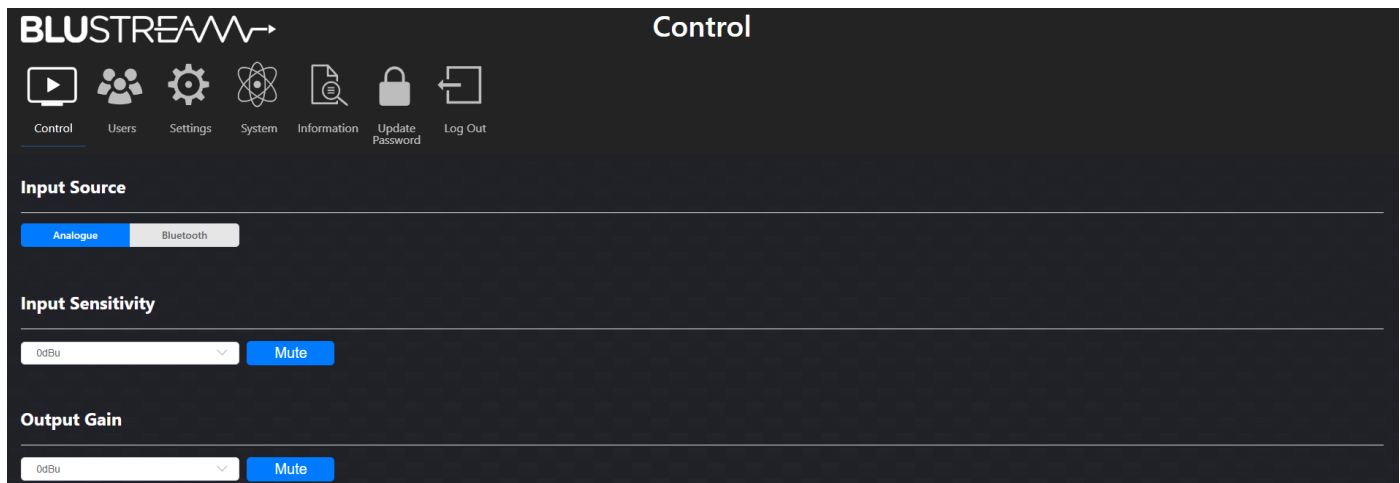 BLUSTREAM
Control
Control
Users
Settings
System
Information
Update
Password
Log Out
Input Source
Analogue
Bluetooth
Input Sensitivity
0dBu
Mute
Output Gain
0dBu
Mute